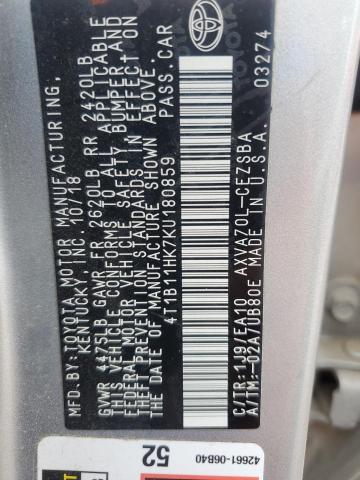 MFD. BY: TOYOTA MOTOR MANUFACTURING,
KENTUCKY, INC. 10/18
GVWR 4475LB GAWR FR 2620LB RR 2420LB
THIS VEHICLE CONFORMS TO ALL APPLICABLE
FEDERAL MOTOR VEHICLE SAFETY, BUMPER, AND
THEFT PREVENTION STANDARDS IN EFFECT ON
THE DATE OF MANUFACTURE SHOWN ABOVE.
4T1B11HK7KU180859 PASS.CAR
C/TR:1J9/EA10 AXVA70L-CEZSBA
A/TM:-02A/UB80E
03274
TOYOTA
42661-06B40
52